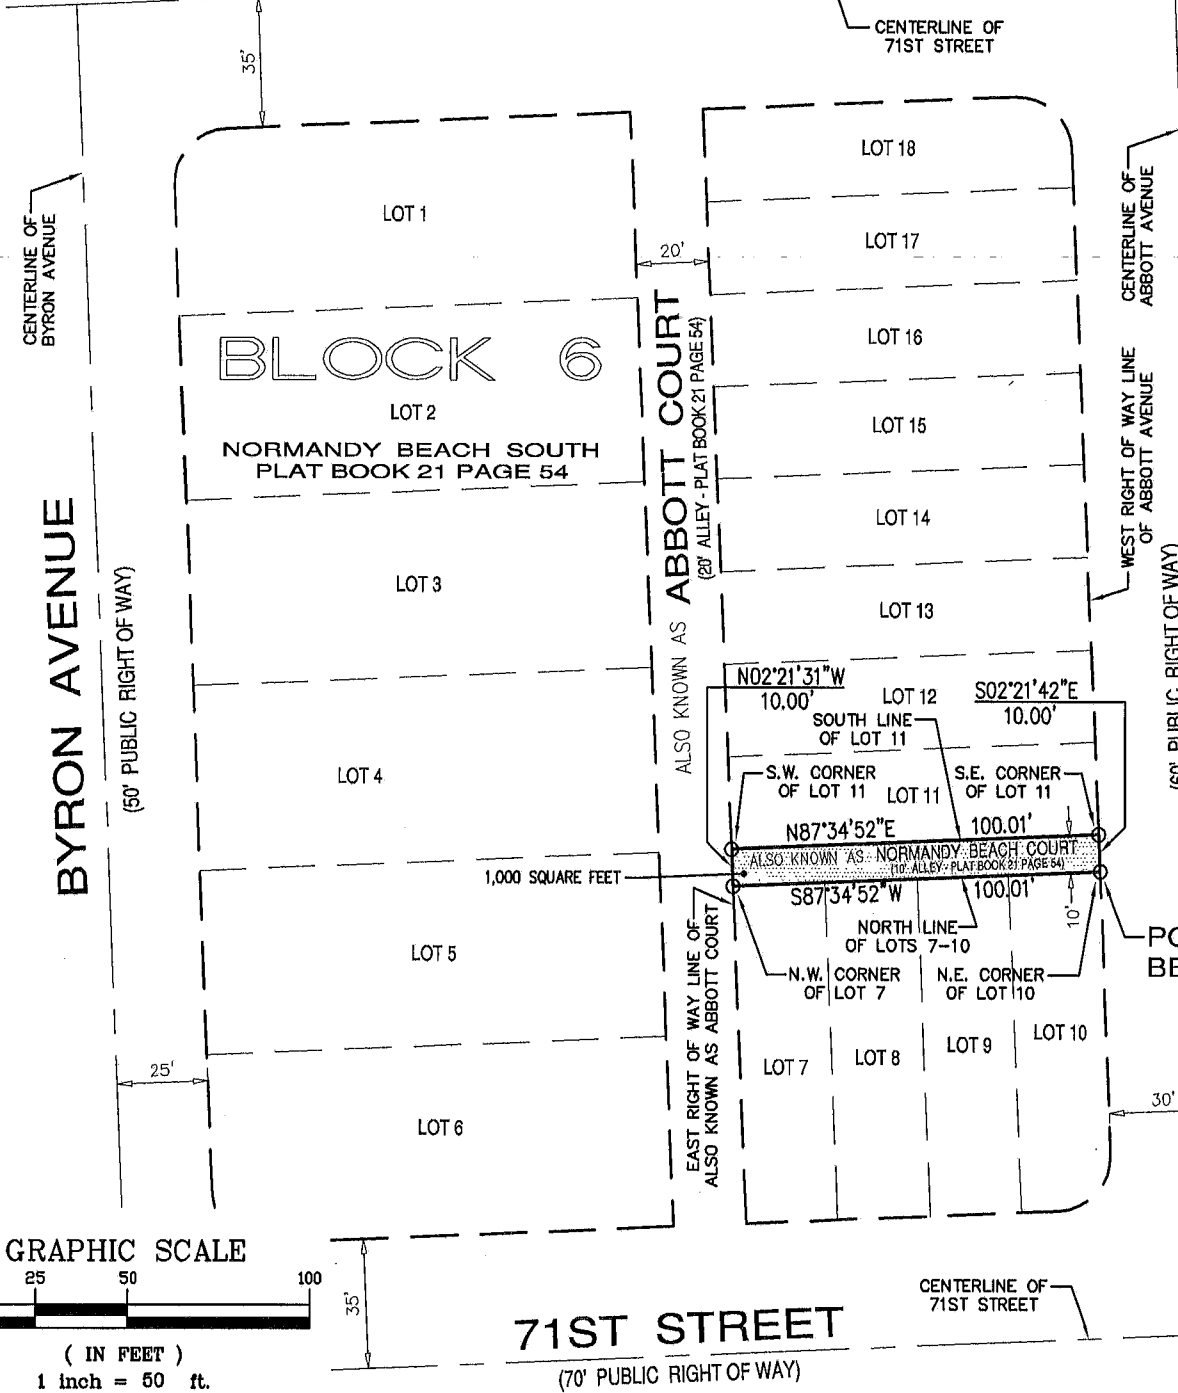 CENTERLINE OF
71ST STREET
35'
LOT 18
LOT 1
LOT 17
CENTERLINE OF
BYRON AVENUE
CENTERLINE OF
ABBOTT AVENUE
20'
BLOCK 6
LOT 16
LOT 2
NORMANDY BEACH SOUTH
PLAT BOOK 21 PAGE 54
ALSO KNOWN AS ABBOTT COURT
(20' ALLEY - PLAT BOOK 21 PAGE 54)
LOT 15
WEST RIGHT OF WAY LINE
OF ABBOTT AVENUE
LOT 14
BYRON AVENUE
(50' PUBLIC RIGHT OF WAY)
LOT 3
LOT 13
PUBLIC RIGHT OF WAY)
N02°21'31"W
10.00'
LOT 12
S02°21'42"E
10.00'
SOUTH LINE
OF LOT 11
LOT 4
S.W. CORNER
OF LOT 11
LOT 11
S.E. CORNER
OF LOT 11
N87°34'52"E 100.01'
ALSO KNOWN AS NORMANDY BEACH COURT
(10' ALLEY - PLAT BOOK 21 PAGE 54)
1,000 SQUARE FEET
S87°34'52"W 100.01'
10'
NORTH LINE
OF LOTS 7-10
PO
BE
LOT 5
EAST RIGHT OF WAY LINE OF
ALSO KNOWN AS ABBOTT COURT
N.W. CORNER
OF LOT 7
N.E. CORNER
OF LOT 10
LOT 7
LOT 8
LOT 9
LOT 10
25'
30'
LOT 6
GRAPHIC SCALE
25 50 100
( IN FEET )
1 inch = 50 ft.
35'
CENTERLINE OF
71ST STREET
71ST STREET
(70' PUBLIC RIGHT OF WAY)